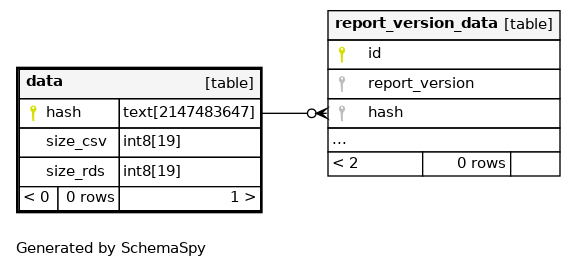 data [table]
hash text[2147483647]
size_csv int8[19]
size_rds int8[19]
< 0 0 rows 1 >
report_version_data [table]
id
report_version
hash
...
< 2 0 rows
Generated by SchemaSpy